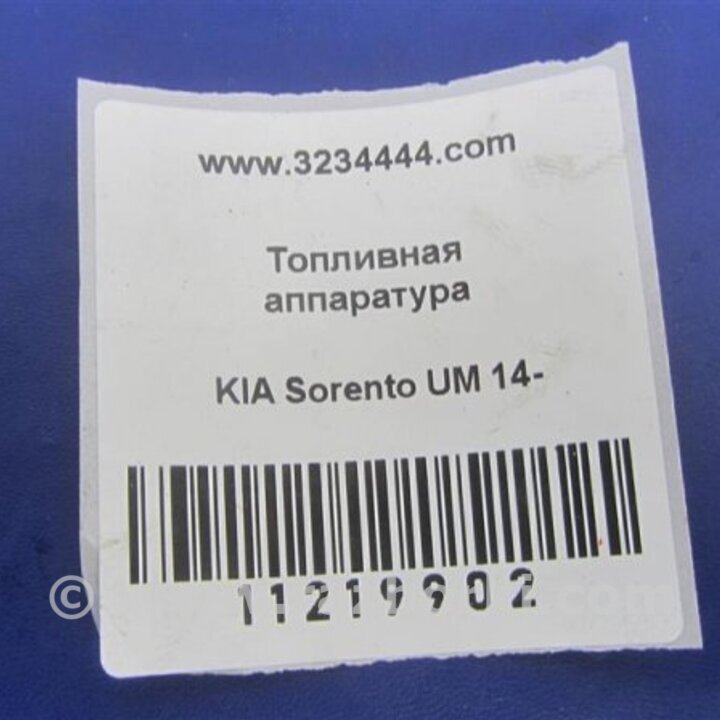 www.3234444.com
Топливная
аппаратура
KIA Sorento UM 14-
11219902